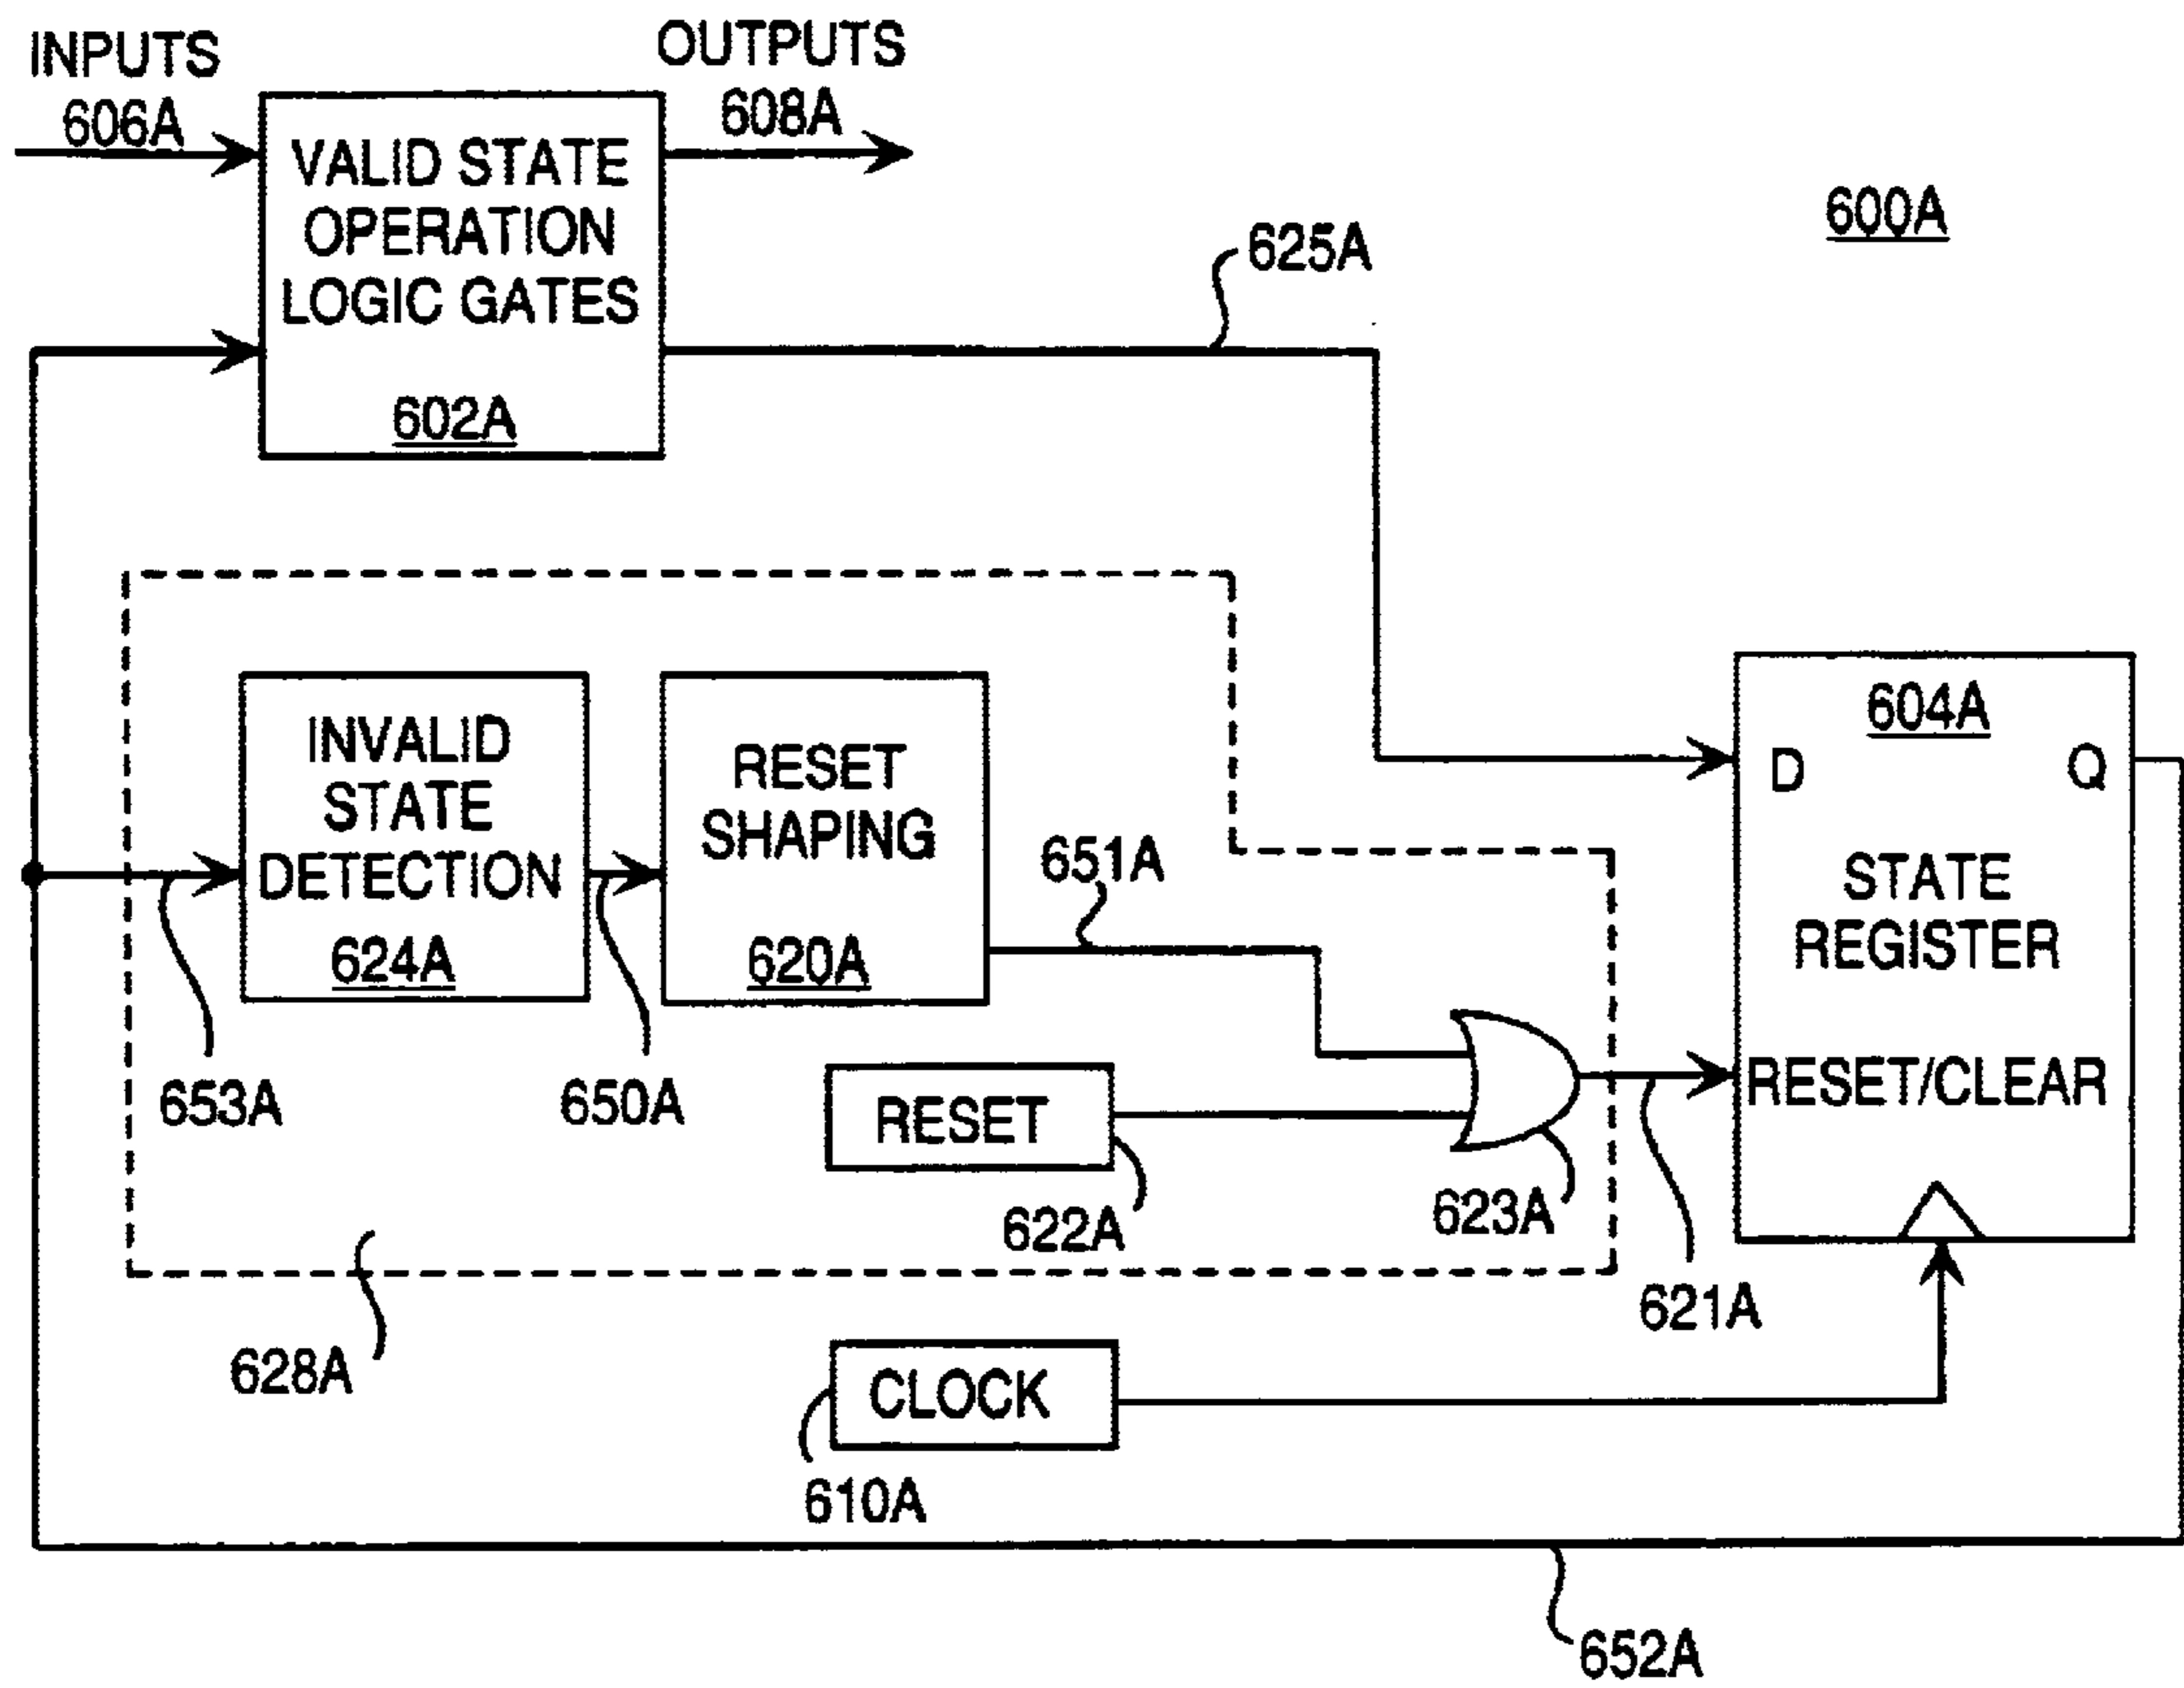 INPUTS
606A
OUTPUTS
608A
VALID STATE
OPERATION
LOGIC GATES
602A
600A
625A
INVALID
STATE
DETECTION
624A
RESET
SHAPING
620A
651A
604A
D
Q
STATE
REGISTER
RESET/CLEAR
653A
650A
RESET
622A
623A
621A
628A
CLOCK
610A
652A